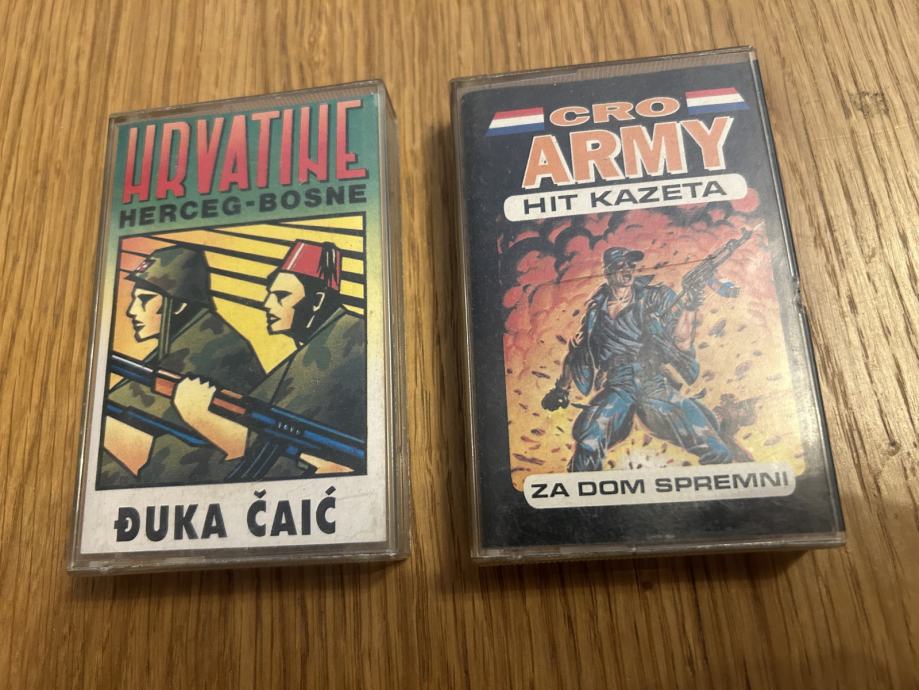 HRVATINE
HERCEG-BOSNE
ĐUKA ČAIĆ
CRO
ARMY
HIT KAZETA
ZA DOM SPREMNI